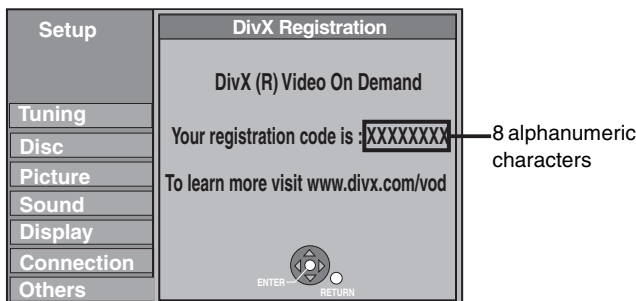 Setup
DivX Registration
DivX (R) Video On Demand
Tuning
Disc
Picture
Sound
Display
Connection
Others
Your registration code is : XXXXXXXX
8 alphanumeric
characters
To learn more visit www.divx.com/vod
ENTER
RETURN